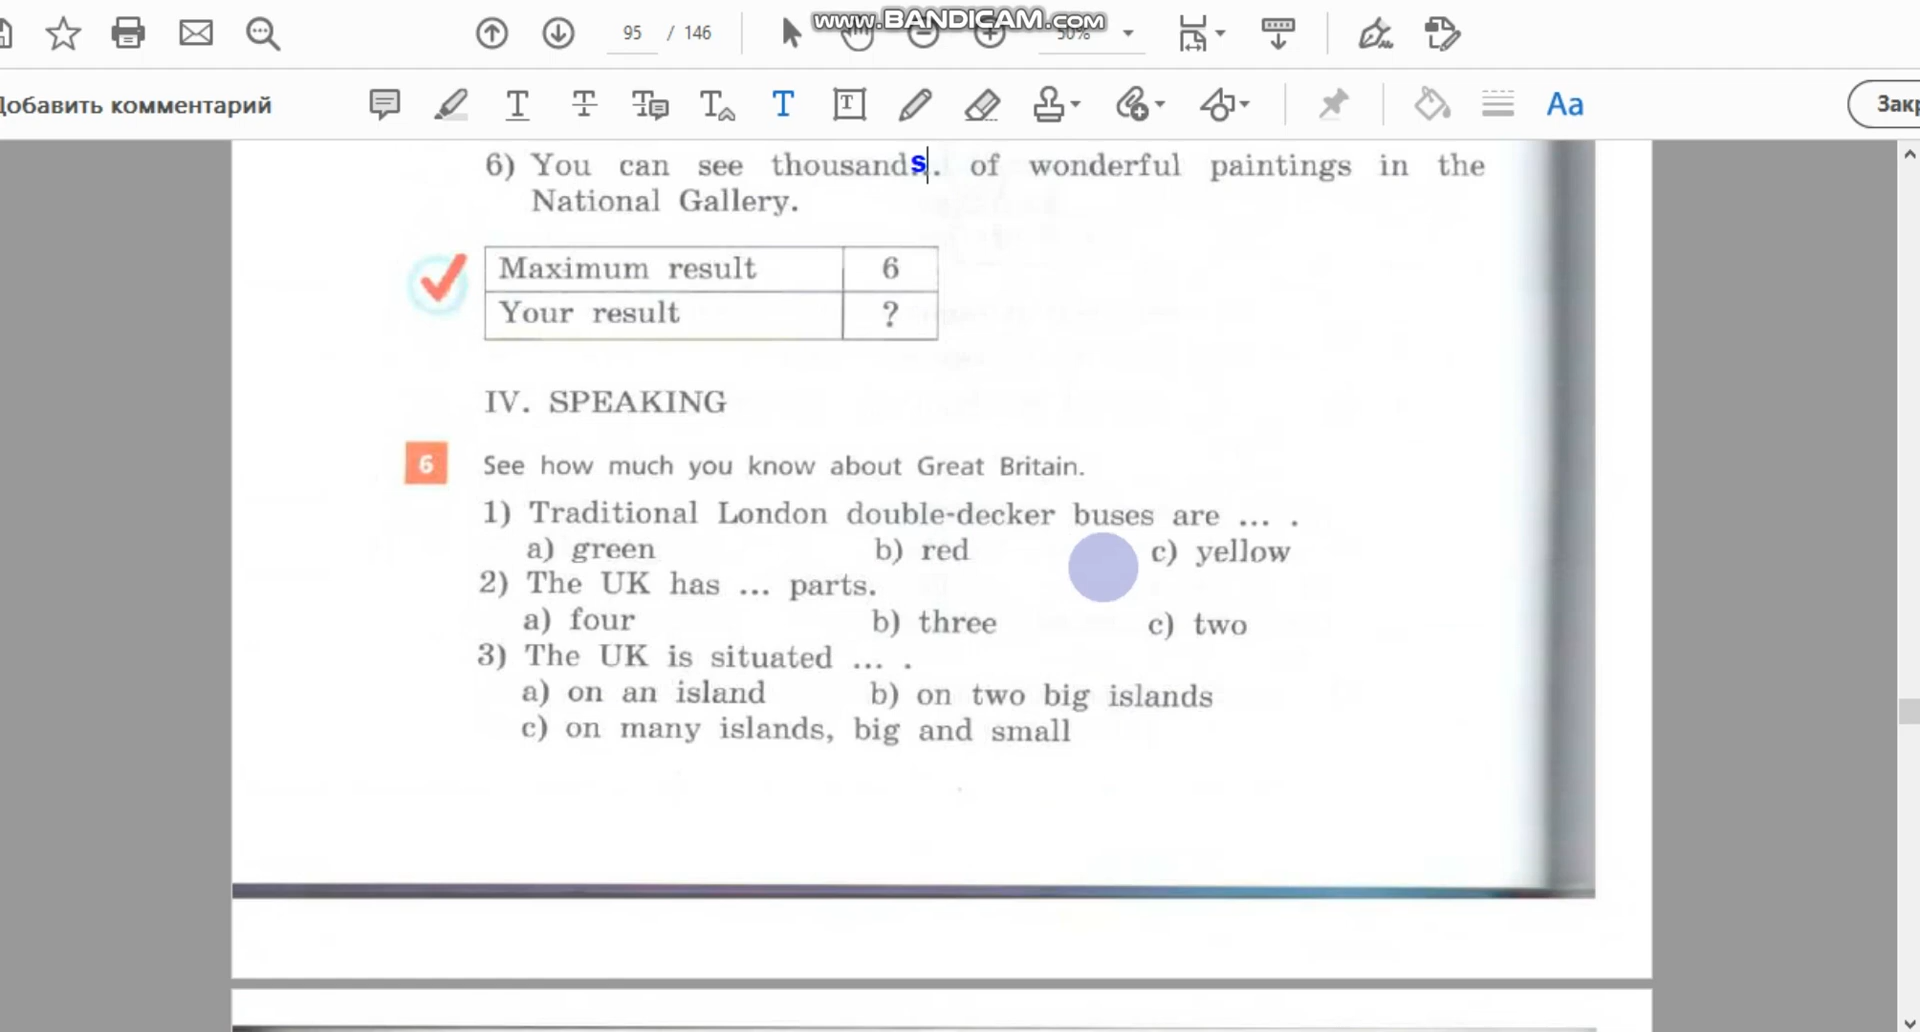 www.BANDICAM.com
95 / 146
50%
Добавить комментарий
Aa
6) You can see thousands... of wonderful paintings in the
National Gallery.
Maximum result 6
Your result ?
IV. SPEAKING
6 See how much you know about Great Britain.
1) Traditional London double-decker buses are ... .
a) green b) red c) yellow
2) The UK has ... parts.
a) four b) three c) two
3) The UK is situated ... .
a) on an island b) on two big islands
c) on many islands, big and small